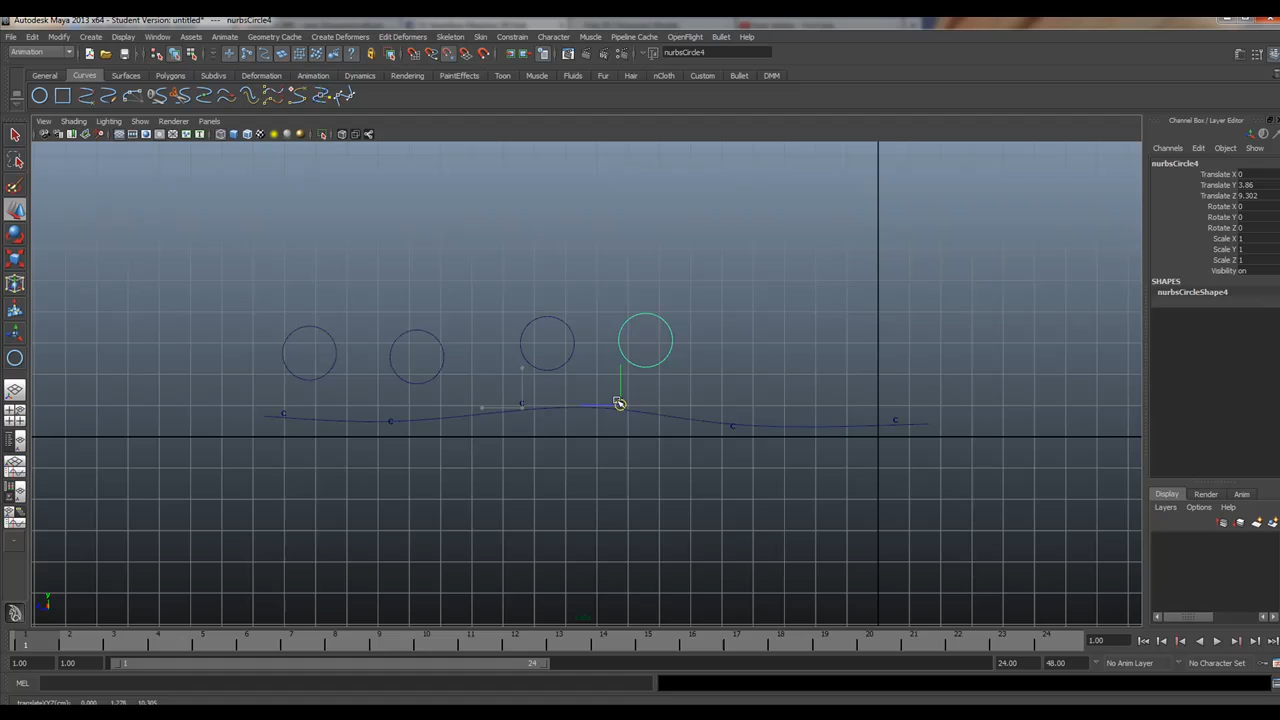 Autodesk Maya 2013 x64 - Student Version: untitled* --- nurbsCircle4
File Edit Modify Create Display Window Assets Animate Geometry Cache Create Deformers Edit Deformers Skeleton Skin Constrain Character Muscle Pipeline Cache OpenFlight Bullet Help
Animation nurbsCircle4
General Curves Surfaces Polygons Subdivs Deformation Animation Dynamics Rendering PaintEffects Toon Muscle Fluids Fur Hair nCloth Custom Bullet DMM
View Shading Lighting Show Renderer Panels
Channel Box / Layer Editor
Channels Edit Object Show
nurbsCircle4
Translate X 0
Translate Y 3.86
Translate Z 9.302
Rotate X 0
Rotate Y 0
Rotate Z 0
Scale X 1
Scale Y 1
Scale Z 1
Visibility on
SHAPES
nurbsCircleShape4
C C C C C
y
Display Render Anim
Layers Options Help
1 2 3 4 5 6 7 8 9 10 11 12 13 14 15 16 17 18 19 20 21 22 23 24
1
1.00
1.00 1.00 1 24 24.00 48.00 No Anim Layer No Character Set
MEL